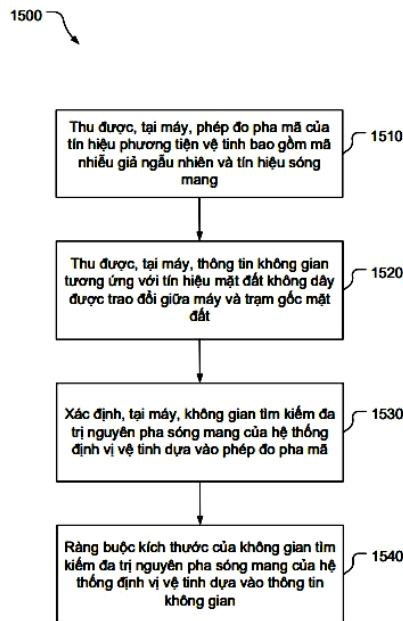 1500
Thu được, tại máy, phép đo pha mã của
tín hiệu phương tiện vệ tinh bao gồm mã
nhiễu giả ngẫu nhiên và tín hiệu sóng
mang
1510
Thu được, tại máy, thông tin không gian
tương ứng với tín hiệu mặt đất không dây
được trao đổi giữa máy và trạm gốc mặt
đất
1520
Xác định, tại máy, không gian tìm kiếm đa
trị nguyên pha sóng mang của hệ thống
định vị vệ tinh dựa vào phép đo pha mã
1530
Ràng buộc kích thước của không gian tìm
kiếm đa trị nguyên pha sóng mang của hệ
thống định vị vệ tinh dựa vào thông tin
không gian
1540